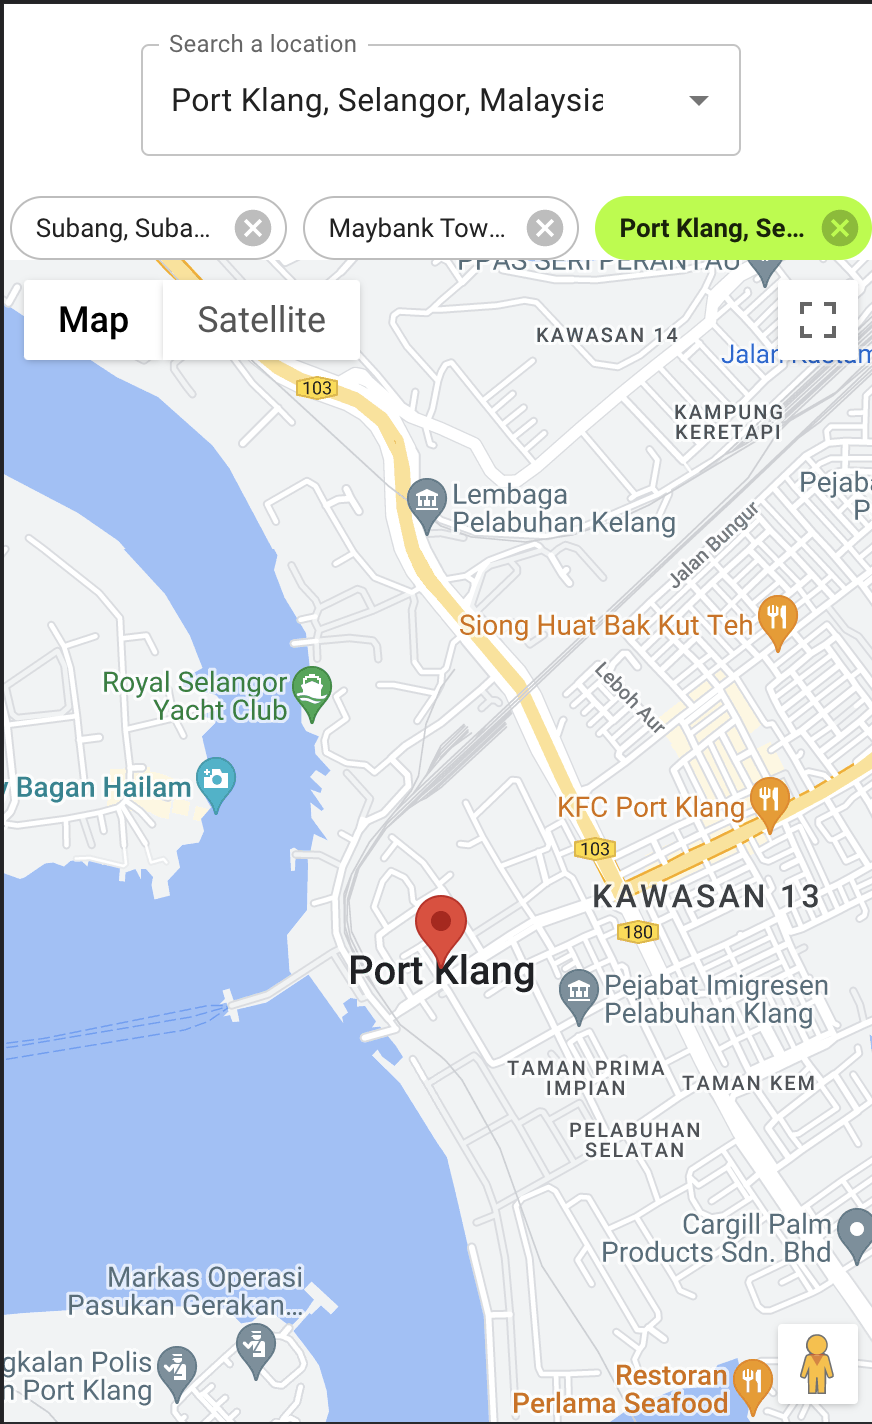 Search a location
Port Klang, Selangor, Malaysia
Subang, Suba...
Maybank Tow...
Port Klang, Se...
PPAS SERI PERANTAU
Map
Satellite
KAWASAN 14
Jalan Kastam
103
KAMPUNG
KERETAPI
Lembaga
Pelabuhan Kelang
Jalan Bungur
Siong Huat Bak Kut Teh
Royal Selangor
Yacht Club
Leboh Aur
Bagan Hailam
KFC Port Klang
103
KAWASAN 13
180
Port Klang
Pejabat Imigresen
Pelabuhan Klang
TAMAN PRIMA
IMPIAN
TAMAN KEM
PELABUHAN
SELATAN
Cargill Palm
Products Sdn. Bhd
Markas Operasi
Pasukan Gerakan...
gkalan Polis
n Port Klang
Restoran
Perlama Seafood